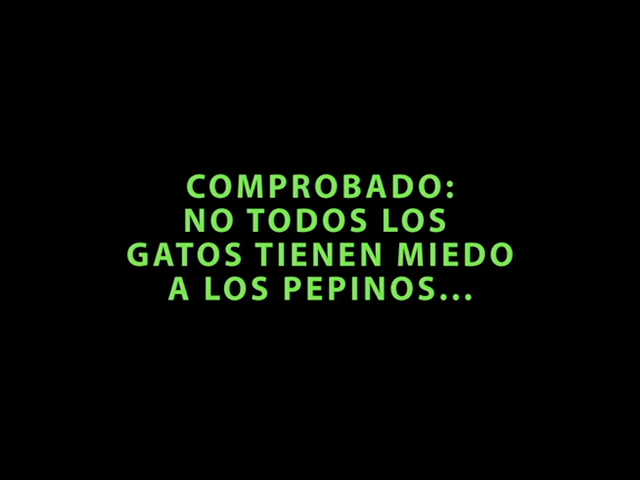 COMPROBADO:
NO TODOS LOS
GATOS TIENEN MIEDO
A LOS PEPINOS...